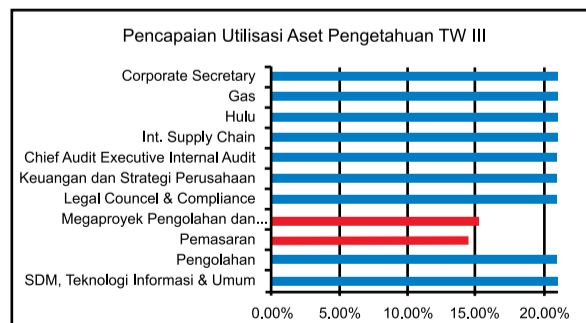 Pencapaian Utilisasi Aset Pengetahuan TW III
Corporate Secretary
Gas
Hulu
Int. Supply Chain
Chief Audit Executive Internal Audit
Keuangan dan Strategi Perusahaan
Legal Councel & Compliance
Megaproyek Pengolahan dan...
Pemasaran
Pengolahan
SDM, Teknologi Informasi & Umum
0.00% 5.00% 10.00% 15.00% 20.00%